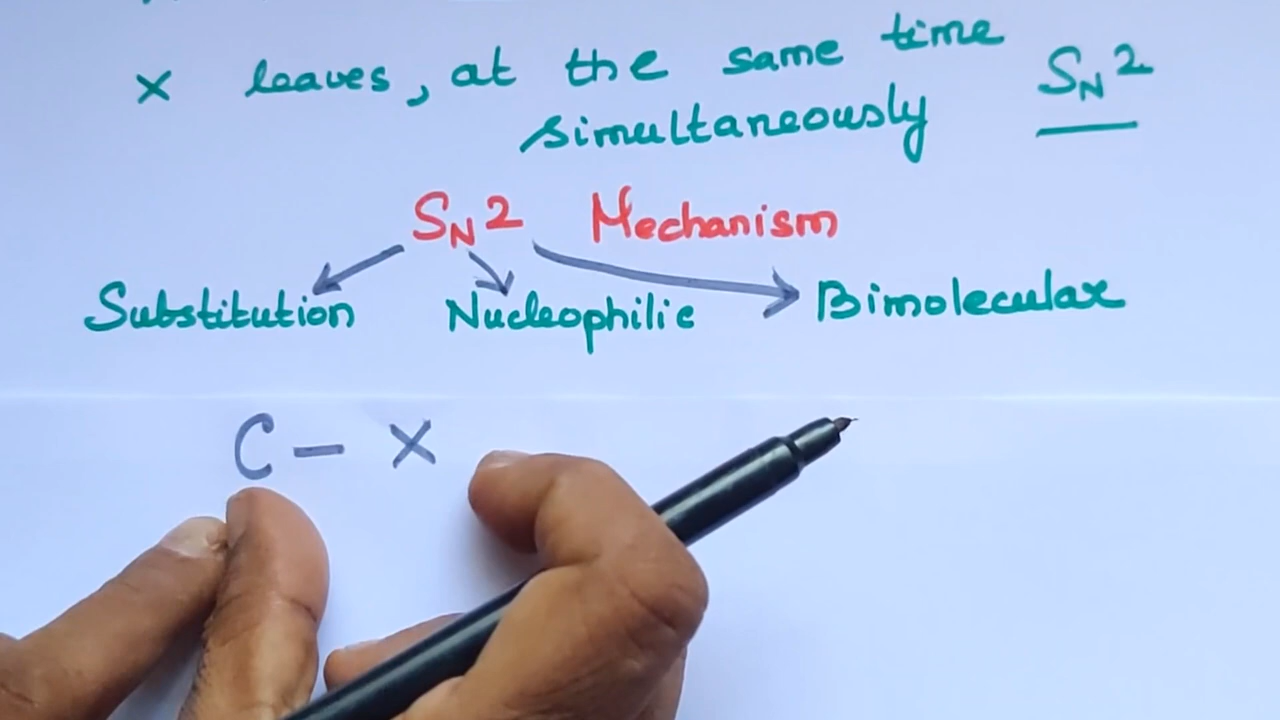 X leaves, at the same time
simultaneously
SN2
SN2 Mechanism
Substitution Nucleophilic Bimolecular
C - X